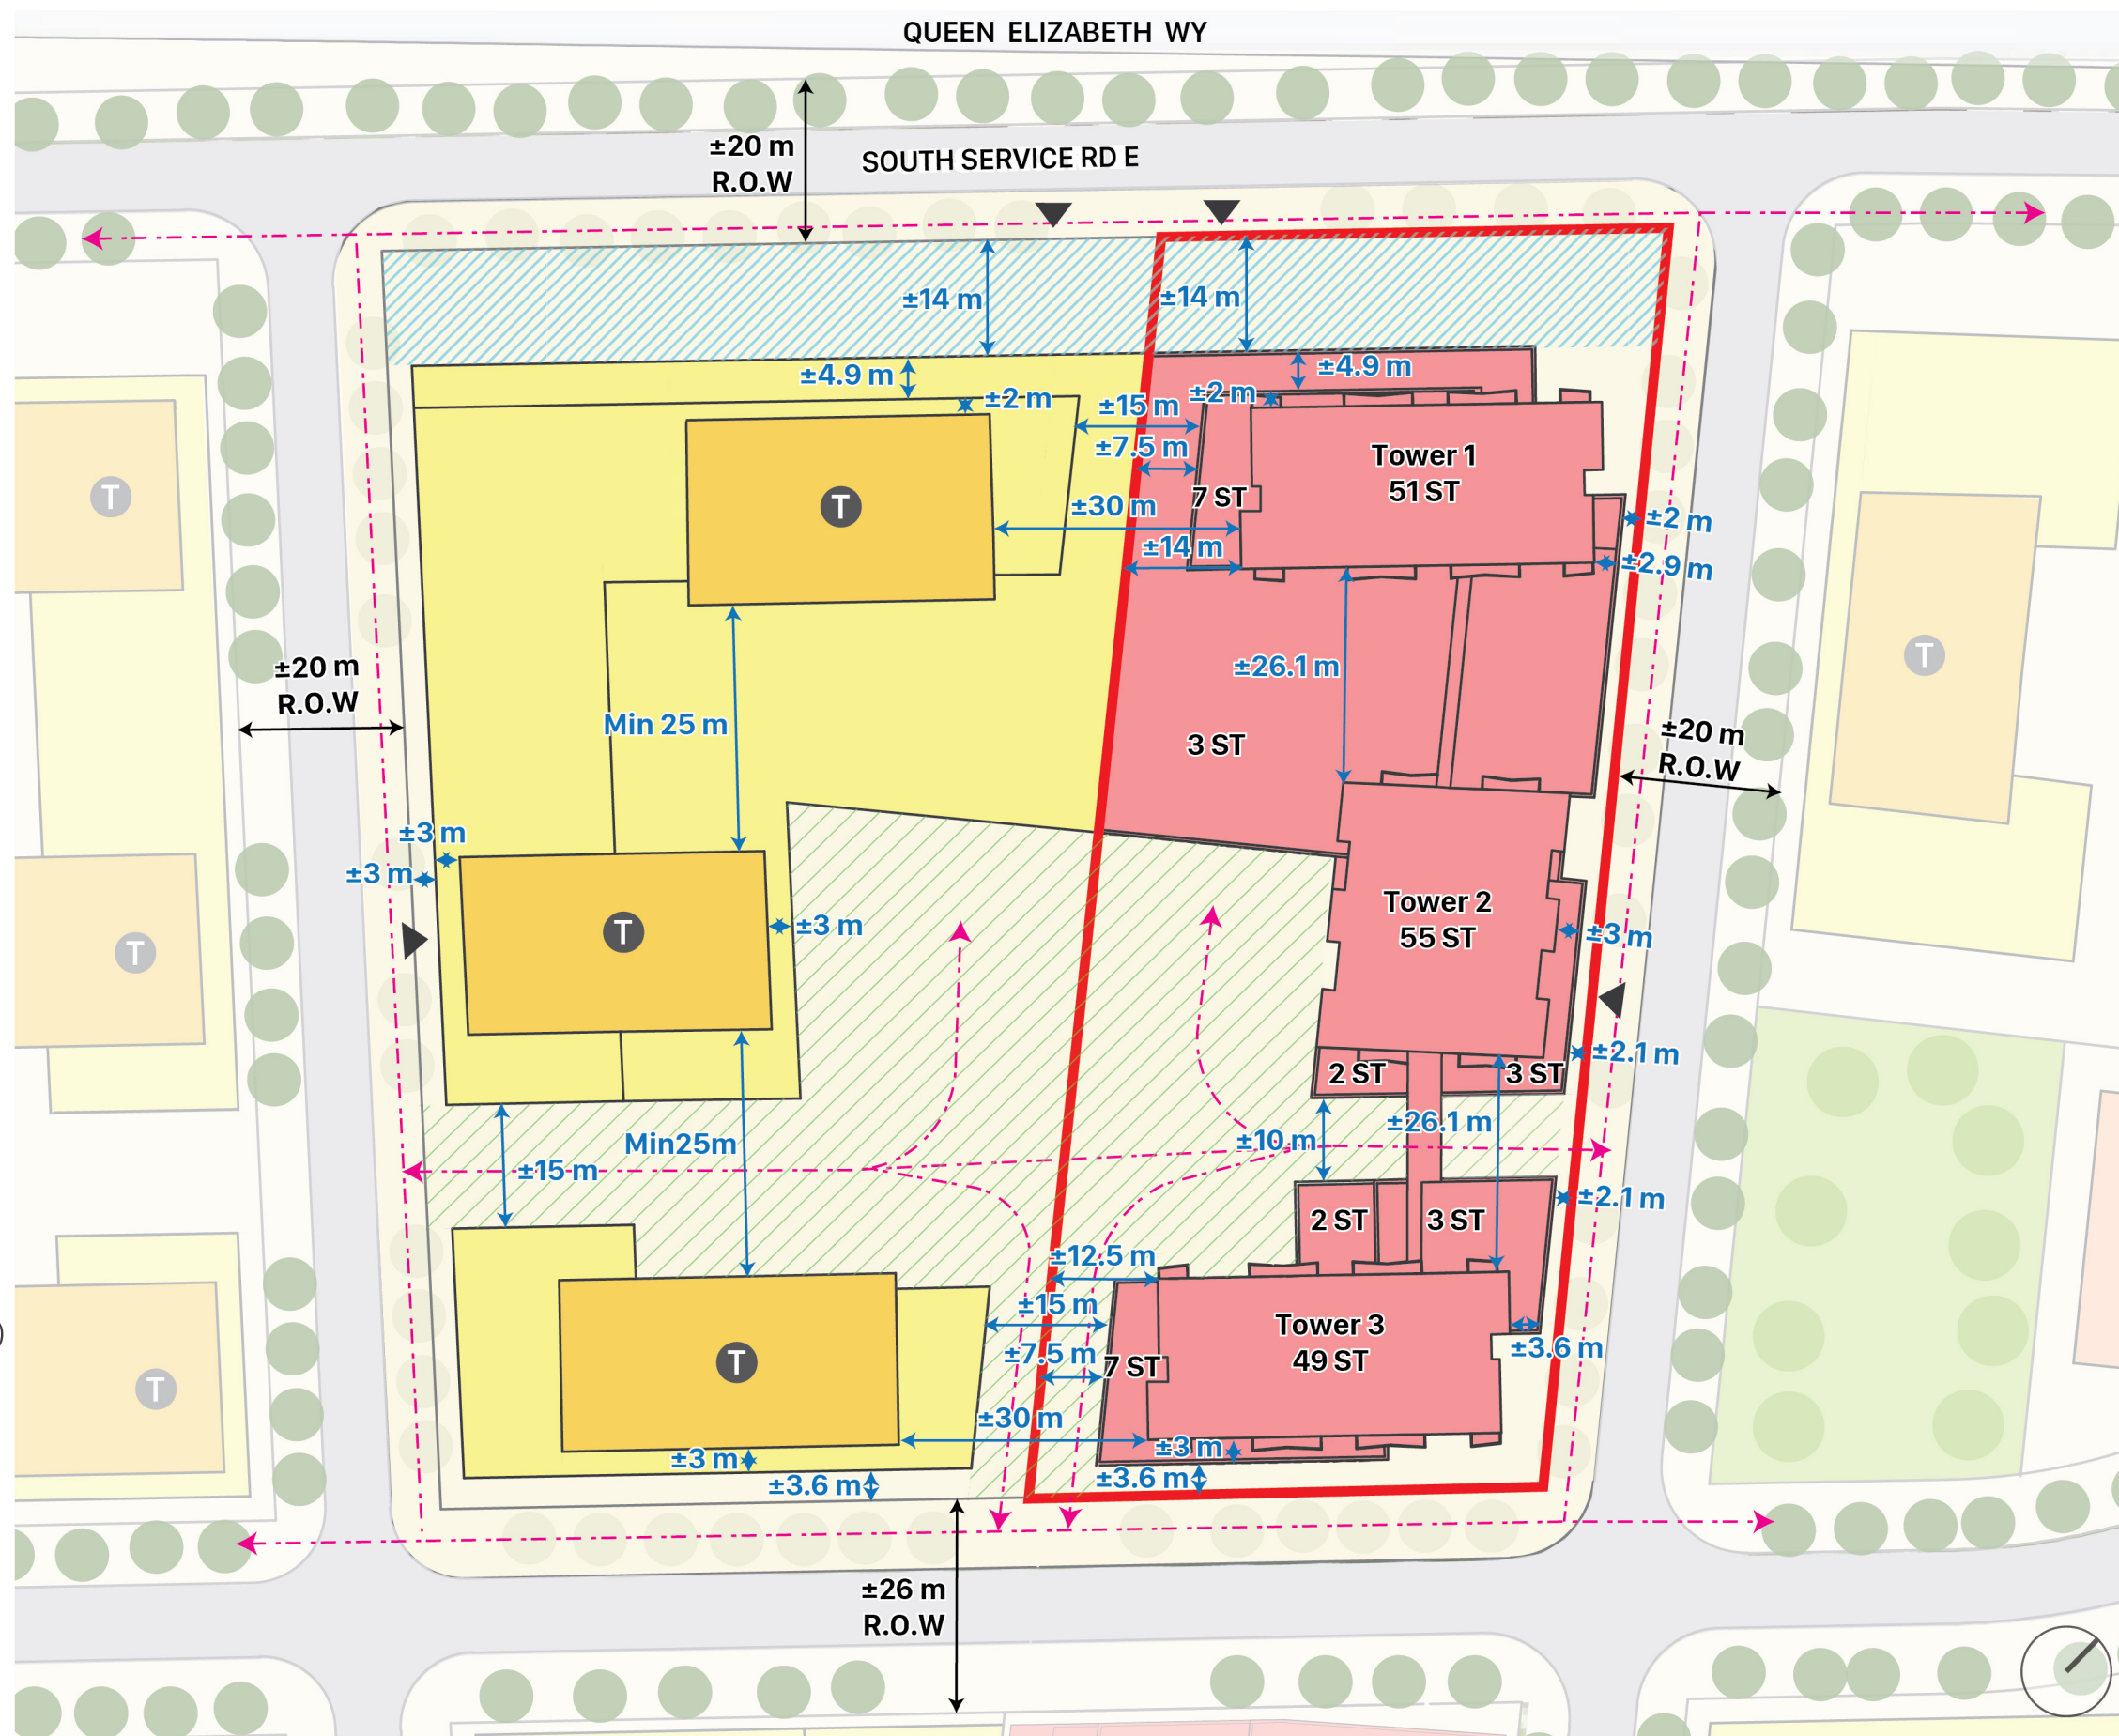 QUEEN ELIZABETH WY
±20 m
R.O.W
SOUTH SERVICE RD E
±14 m
±14 m
±4.9 m
±4.9 m
±2 m
±2 m
±15 m
±7.5 m
Tower 1
51 ST
7 ST
T
T
±30 m
±2 m
±14 m
±2.9 m
±20 m
R.O.W
±26.1 m
T
Min 25 m
3 ST
±20 m
R.O.W
±3 m
±3 m
T
T
±3 m
Tower 2
55 ST
±3 m
±2.1 m
2 ST
3 ST
Min25m
±15 m
±10 m
±26.1 m
±2.1 m
2 ST
3 ST
±12.5 m
±15 m
±7.5 m
7 ST
Tower 3
49 ST
±3.6 m
T
T
±30 m
±3 m
±3.6 m
±3 m
±3.6 m
±26 m
R.O.W